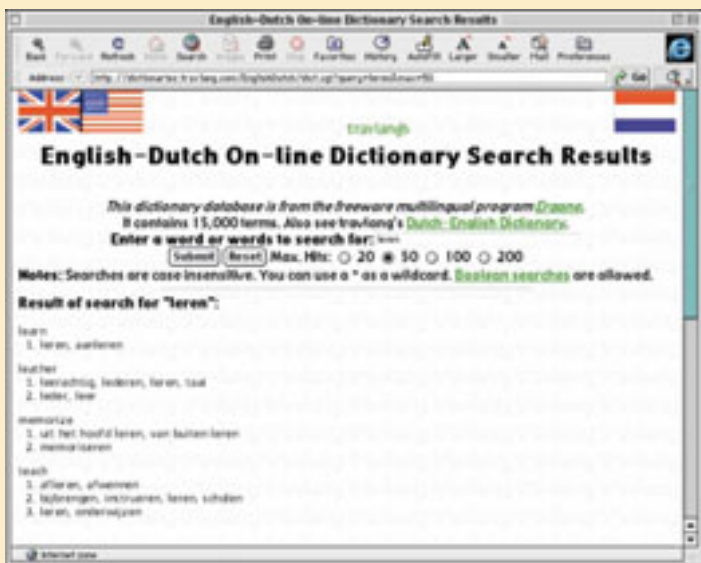 English-Dutch On-line Dictionary Search Results
Back Forward Refresh Home Search Images Print Stop Favorites History AutoFill Larger Smaller Mail Preferences
Address: Go
travlang's
English-Dutch On-line Dictionary Search Results
This dictionary database is from the freeware multilingual program Ergane.
It contains 15,000 terms. Also see travlang's Dutch-English Dictionary.
Enter a word or words to search for: leren
Submit Reset Max. Hits: 20 50 100 200
Notes: Searches are case insensitive. You can use a * as a wildcard. Boolean searches are allowed.
Result of search for "leren":
learn
1. leren, aanleren
leather
1. leerachtig, lederen, leren, taai
2. leder, leer
memorize
1. uit het hoofd leren, van buiten leren
2. memoriseren
teach
1. afleren, afwennen
2. bijbrengen, instrueren, leren, scholen
3. leren, onderwijzen
Internet zone